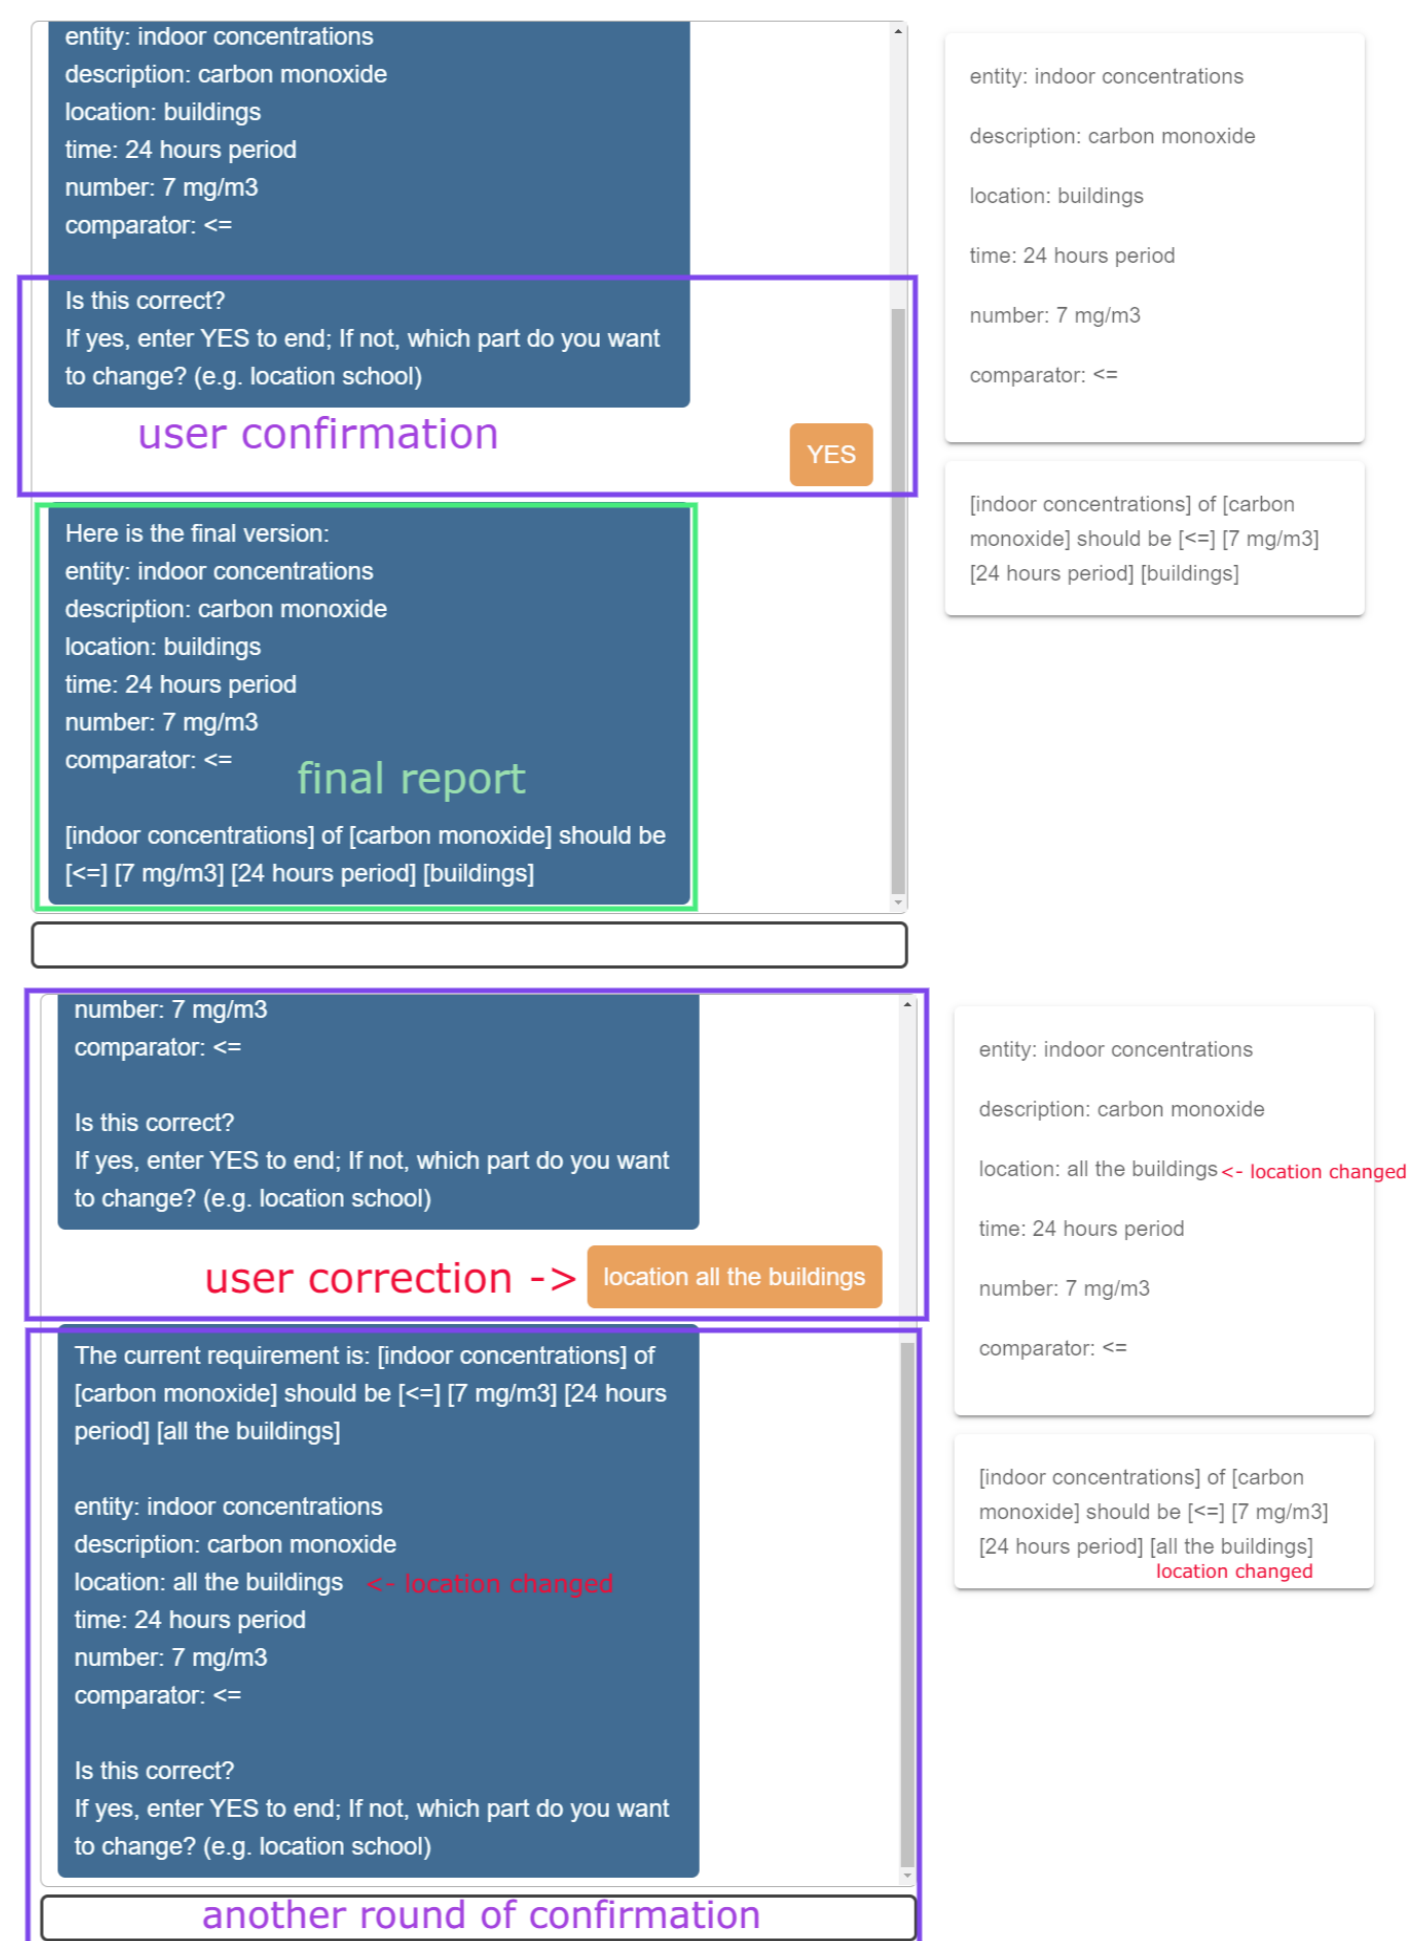 entity: indoor concentrations
description: carbon monoxide
location: buildings
time: 24 hours period
number: 7 mg/m3
comparator: <=
Is this correct?
If yes, enter YES to end; If not, which part do you want
to change? (e.g. location school)
user confirmation
YES
Here is the final version:
entity: indoor concentrations
description: carbon monoxide
location: buildings
time: 24 hours period
number: 7 mg/m3
comparator: <=
final report
[indoor concentrations] of [carbon monoxide] should be
[<=] [7 mg/m3] [24 hours period] [buildings]
entity: indoor concentrations
description: carbon monoxide
location: buildings
time: 24 hours period
number: 7 mg/m3
comparator: <=
[indoor concentrations] of [carbon
monoxide] should be [<=] [7 mg/m3]
[24 hours period] [buildings]
number: 7 mg/m3
comparator: <=
Is this correct?
If yes, enter YES to end; If not, which part do you want
to change? (e.g. location school)
user correction ->
location all the buildings
The current requirement is: [indoor concentrations] of
[carbon monoxide] should be [<=] [7 mg/m3] [24 hours
period] [all the buildings]
entity: indoor concentrations
description: carbon monoxide
location: all the buildings <- location changed
time: 24 hours period
number: 7 mg/m3
comparator: <=
Is this correct?
If yes, enter YES to end; If not, which part do you want
to change? (e.g. location school)
another round of confirmation
entity: indoor concentrations
description: carbon monoxide
location: all the buildings <- location changed
time: 24 hours period
number: 7 mg/m3
comparator: <=
[indoor concentrations] of [carbon
monoxide] should be [<=] [7 mg/m3]
[24 hours period] [all the buildings]
location changed